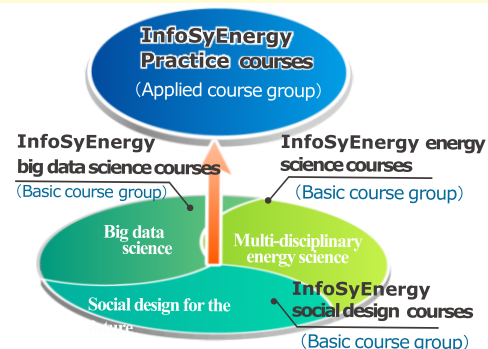 InfoSyEnergy
Practice courses
(Applied course group)
InfoSyEnergy
big data science courses
(Basic course group)
InfoSyEnergy energy
science courses
(Basic course group)
Big data
science
Multi-disciplinary
energy science
Social design for the
InfoSyEnergy
social design courses
(Basic course group)